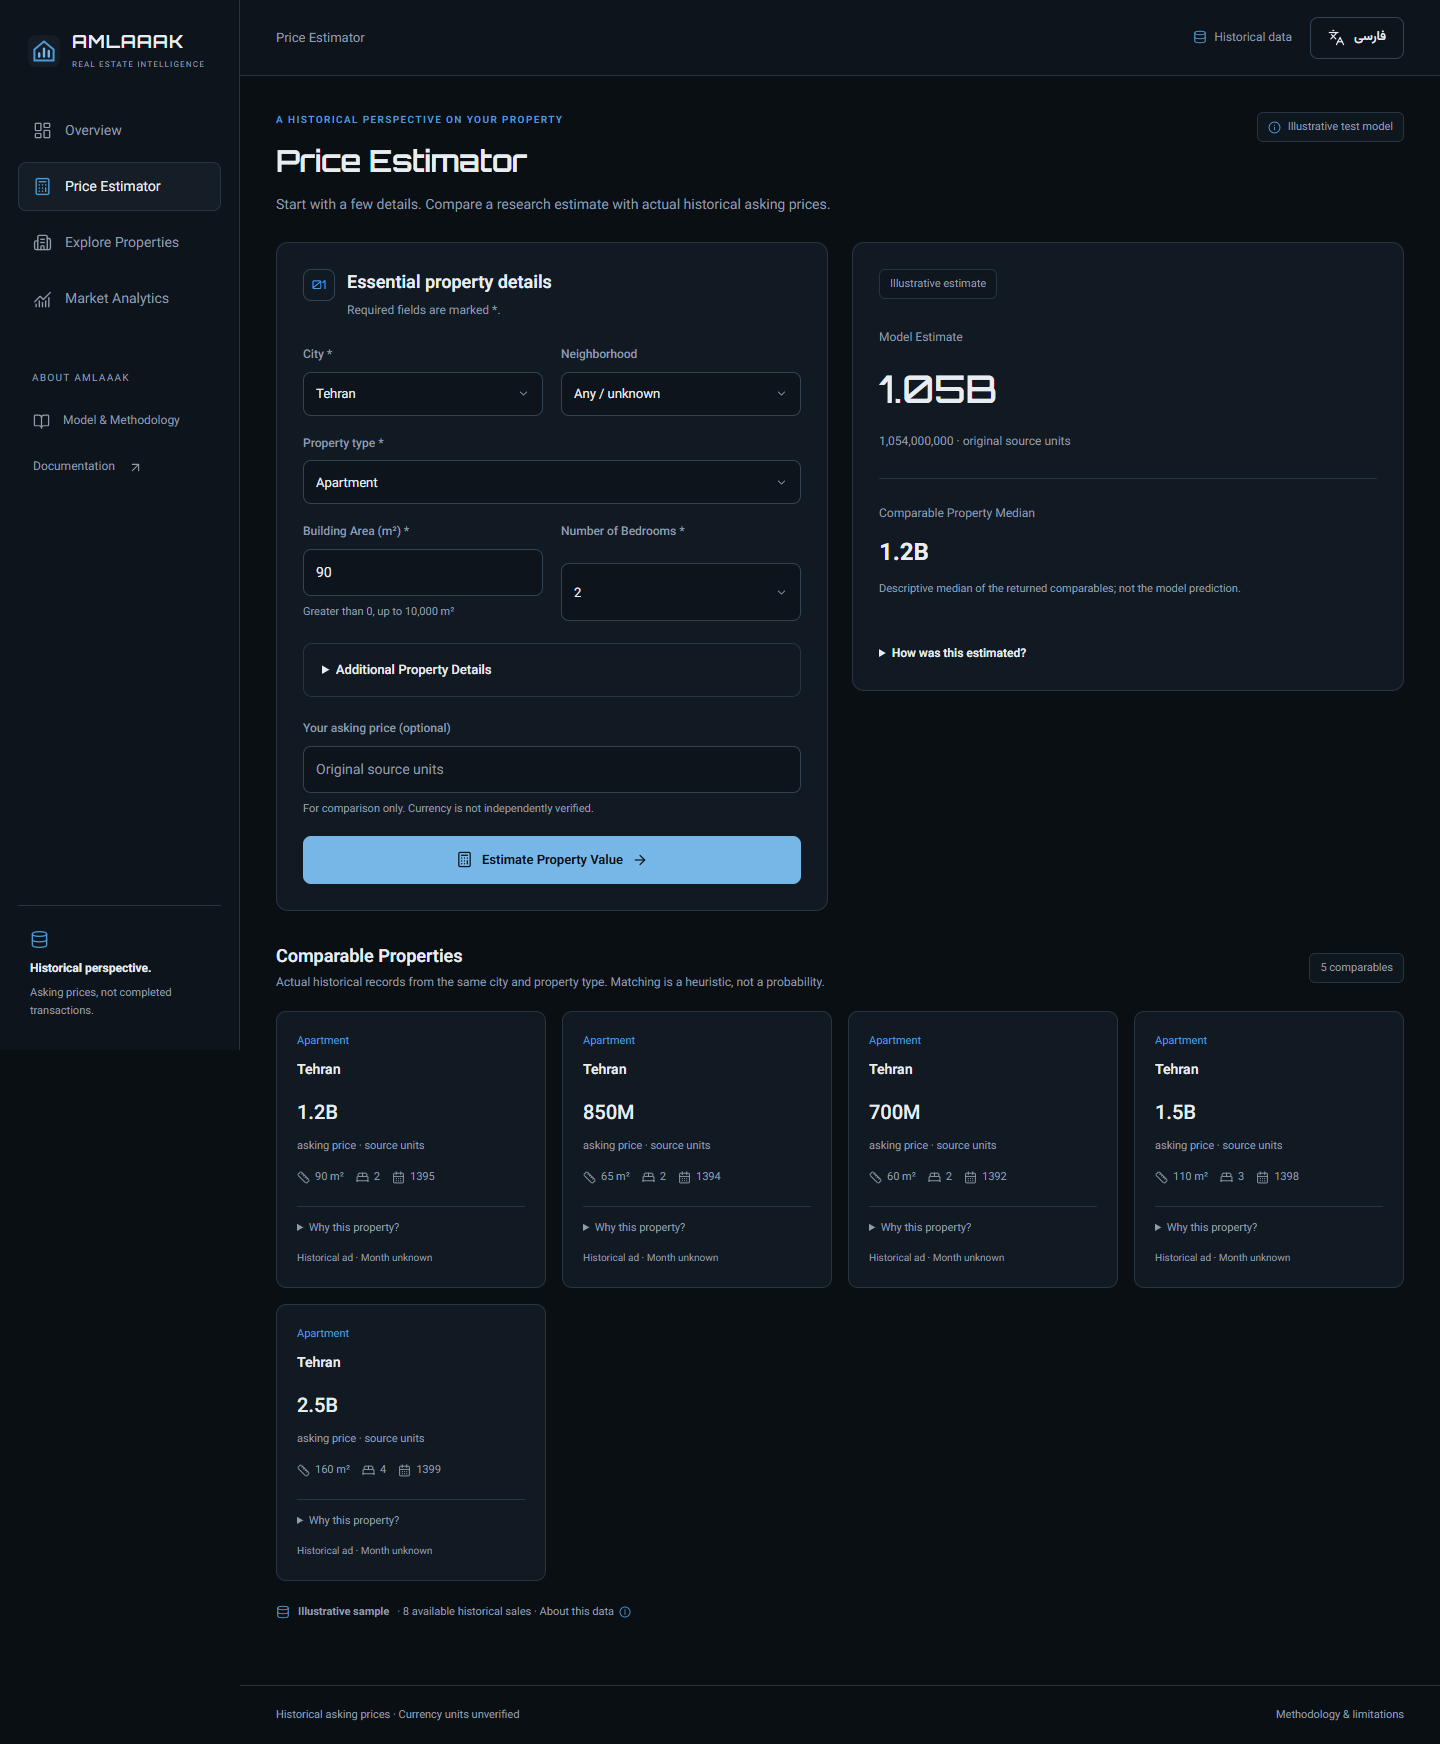 AMLAAAK
REAL ESTATE INTELLIGENCE
Overview
Price Estimator
Explore Properties
Market Analytics
ABOUT AMLAAAK
Model & Methodology
Documentation
Historical perspective.
Asking prices, not completed
transactions.
Price Estimator
Historical data
فارسی
A HISTORICAL PERSPECTIVE ON YOUR PROPERTY
Illustrative test model
Price Estimator
Start with a few details. Compare a research estimate with actual historical asking prices.
01
Essential property details
Required fields are marked *.
City *
Neighborhood
Tehran
Any / unknown
Property type *
Apartment
Building Area (m²) *
Number of Bedrooms *
90
2
Greater than 0, up to 10,000 m²
Additional Property Details
Your asking price (optional)
Original source units
For comparison only. Currency is not independently verified.
Estimate Property Value
Illustrative estimate
Model Estimate
1.05B
1,054,000,000 · original source units
Comparable Property Median
1.2B
Descriptive median of the returned comparables; not the model prediction.
How was this estimated?
Comparable Properties
Actual historical records from the same city and property type. Matching is a heuristic, not a probability.
5 comparables
Apartment
Tehran
1.2B
asking price · source units
90 m² 2 1395
Why this property?
Historical ad · Month unknown
Apartment
Tehran
850M
asking price · source units
65 m² 2 1394
Why this property?
Historical ad · Month unknown
Apartment
Tehran
700M
asking price · source units
60 m² 2 1392
Why this property?
Historical ad · Month unknown
Apartment
Tehran
1.5B
asking price · source units
110 m² 3 1398
Why this property?
Historical ad · Month unknown
Apartment
Tehran
2.5B
asking price · source units
160 m² 4 1399
Why this property?
Historical ad · Month unknown
Illustrative sample · 8 available historical sales · About this data
Historical asking prices · Currency units unverified
Methodology & limitations